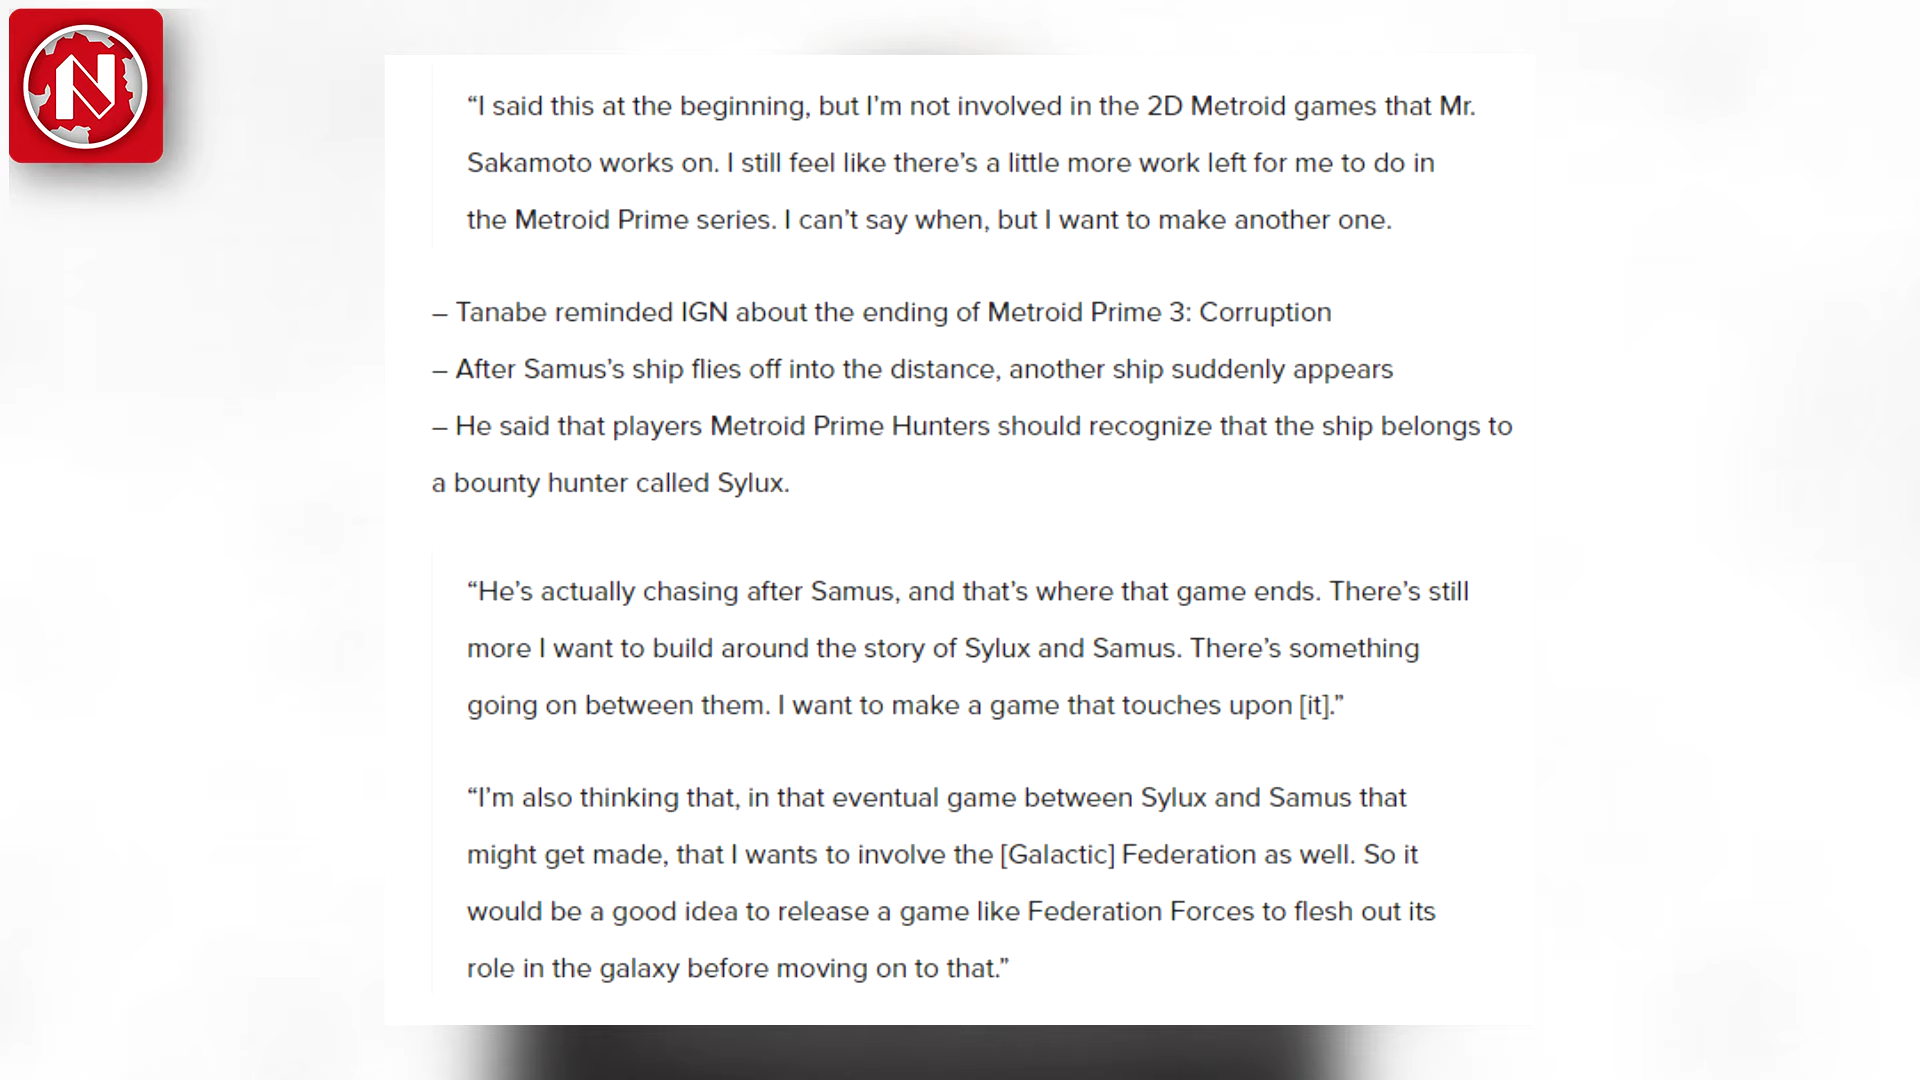 N
“I said this at the beginning, but I’m not involved in the 2D Metroid games that Mr.
Sakamoto works on. I still feel like there’s a little more work left for me to do in
the Metroid Prime series. I can’t say when, but I want to make another one.
– Tanabe reminded IGN about the ending of Metroid Prime 3: Corruption
– After Samus’s ship flies off into the distance, another ship suddenly appears
– He said that players Metroid Prime Hunters should recognize that the ship belongs to
a bounty hunter called Sylux.
“He’s actually chasing after Samus, and that’s where that game ends. There’s still
more I want to build around the story of Sylux and Samus. There’s something
going on between them. I want to make a game that touches upon [it].”
“I’m also thinking that, in that eventual game between Sylux and Samus that
might get made, that I wants to involve the [Galactic] Federation as well. So it
would be a good idea to release a game like Federation Forces to flesh out its
role in the galaxy before moving on to that.”